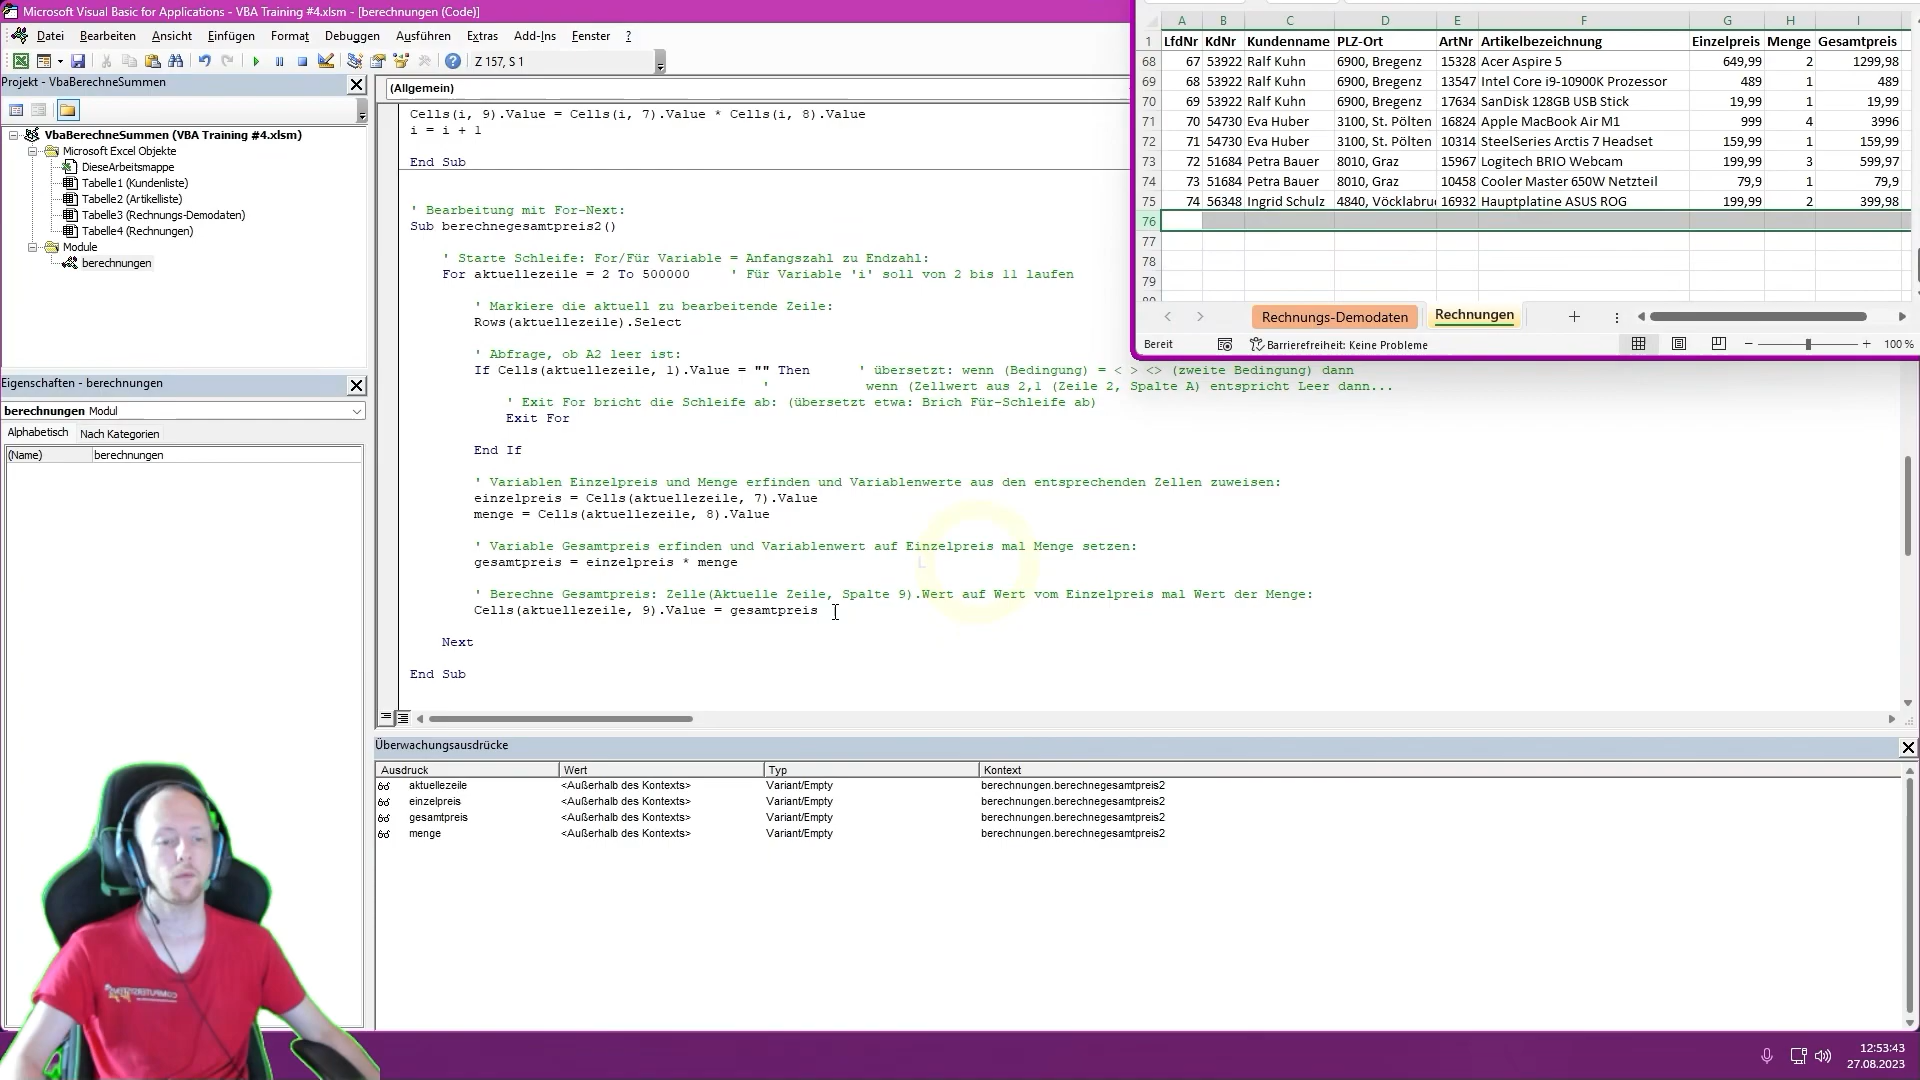 Microsoft Visual Basic for Applications - VBA Training #4.xlsm - [berechnungen (Code)]
Datei Bearbeiten Ansicht Einfügen Format Debuggen Ausführen Extras Add-Ins Fenster ?
Z 157, S 1
Projekt - VbaBerechneSummen
VbaBerechneSummen (VBA Training #4.xlsm)
Microsoft Excel Objekte
DieseArbeitsmappe
Tabelle1 (Kundenliste)
Tabelle2 (Artikelliste)
Tabelle3 (Rechnungs-Demodaten)
Tabelle4 (Rechnungen)
Module
berechnungen
Eigenschaften - berechnungen
berechnungen Modul
Alphabetisch Nach Kategorien
(Name) berechnungen
(Allgemein)
Cells(i, 9).Value = Cells(i, 7).Value * Cells(i, 8).Value
i = i + 1
End Sub
' Bearbeitung mit For-Next:
Sub berechnegesamtpreis2()
' Starte Schleife: For/Für Variable = Anfangszahl zu Endzahl:
For aktuellezeile = 2 To 500000 ' Für Variable 'i' soll von 2 bis 11 laufen
' Markiere die aktuell zu bearbeitende Zeile:
Rows(aktuellezeile).Select
' Abfrage, ob A2 leer ist:
If Cells(aktuellezeile, 1).Value = "" Then ' übersetzt: wenn (Bedingung) = < > <> (zweite Bedingung) dann
' wenn (Zellwert aus 2,1 (Zeile 2, Spalte A) entspricht Leer dann...
' Exit For bricht die Schleife ab: (übersetzt etwa: Brich Für-Schleife ab)
Exit For
End If
' Variablen Einzelpreis und Menge erfinden und Variablenwerte aus den entsprechenden Zellen zuweisen:
einzelpreis = Cells(aktuellezeile, 7).Value
menge = Cells(aktuellezeile, 8).Value
' Variable Gesamtpreis erfinden und Variablenwert auf Einzelpreis mal Menge setzen:
gesamtpreis = einzelpreis * menge
' Berechne Gesamtpreis: Zelle(Aktuelle Zeile, Spalte 9).Wert auf Wert vom Einzelpreis mal Wert der Menge:
Cells(aktuellezeile, 9).Value = gesamtpreis
Next
End Sub
A B C D E F G H I
1 LfdNr KdNr Kundenname PLZ-Ort ArtNr Artikelbezeichnung Einzelpreis Menge Gesamtpreis
68 67 53922 Ralf Kuhn 6900, Bregenz 15328 Acer Aspire 5 649,99 2 1299,98
69 68 53922 Ralf Kuhn 6900, Bregenz 13547 Intel Core i9-10900K Prozessor 489 1 489
70 69 53922 Ralf Kuhn 6900, Bregenz 17634 SanDisk 128GB USB Stick 19,99 1 19,99
71 70 54730 Eva Huber 3100, St. Pölten 16824 Apple MacBook Air M1 999 4 3996
72 71 54730 Eva Huber 3100, St. Pölten 10314 SteelSeries Arctis 7 Headset 159,99 1 159,99
73 72 51684 Petra Bauer 8010, Graz 15967 Logitech BRIO Webcam 199,99 3 599,97
74 73 51684 Petra Bauer 8010, Graz 10458 Cooler Master 650W Netzteil 79,9 1 79,9
75 74 56348 Ingrid Schulz 4840, Vöcklabruc 16932 Hauptplatine ASUS ROG 199,99 2 399,98
76
77
78
79
Rechnungs-Demodaten Rechnungen
Bereit Barrierefreiheit: Keine Probleme 100 %
Überwachungsausdrücke
Ausdruck Wert Typ Kontext
aktuellezeile <Außerhalb des Kontexts> Variant/Empty berechnungen.berechnegesamtpreis2
einzelpreis <Außerhalb des Kontexts> Variant/Empty berechnungen.berechnegesamtpreis2
gesamtpreis <Außerhalb des Kontexts> Variant/Empty berechnungen.berechnegesamtpreis2
menge <Außerhalb des Kontexts> Variant/Empty berechnungen.berechnegesamtpreis2
12:53:43
27.08.2023